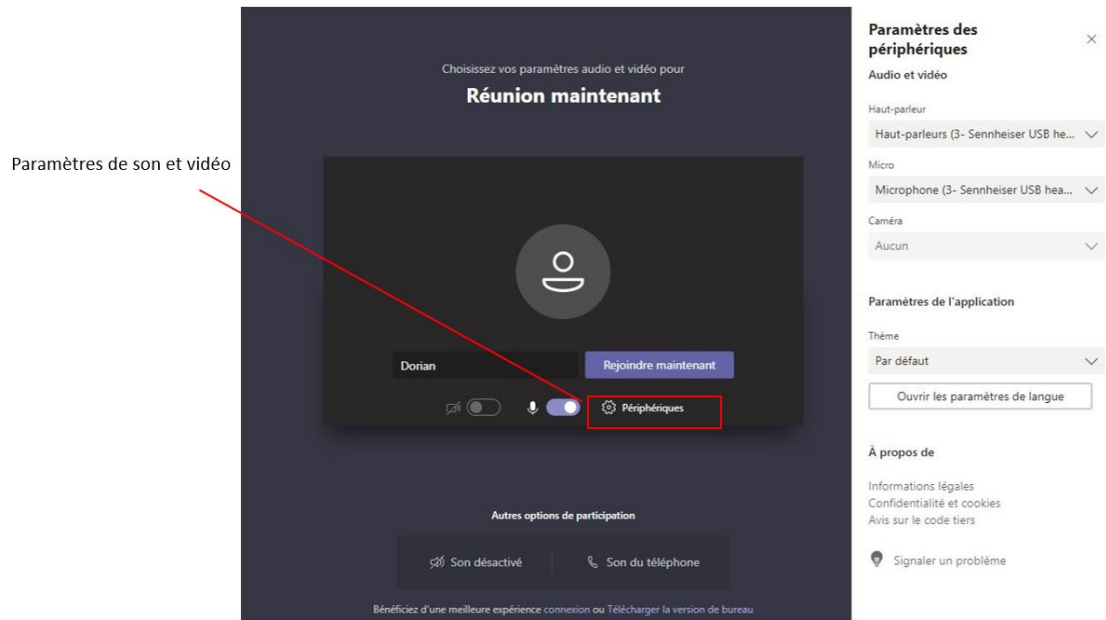 Paramètres de son et vidéo
Choisissez vos paramètres audio et vidéo pour
Réunion maintenant
Dorian
Rejoindre maintenant
Périphériques
Autres options de participation
Son désactivé
Son du téléphone
Bénéficiez d'une meilleure expérience connexion ou Télécharger la version de bureau
Paramètres des
périphériques
Audio et vidéo
Haut-parleur
Haut-parleurs (3- Sennheiser USB he...
Micro
Microphone (3- Sennheiser USB hea...
Caméra
Aucun
Paramètres de l'application
Thème
Par défaut
Ouvrir les paramètres de langue
À propos de
Informations légales
Confidentialité et cookies
Avis sur le code tiers
Signaler un problème